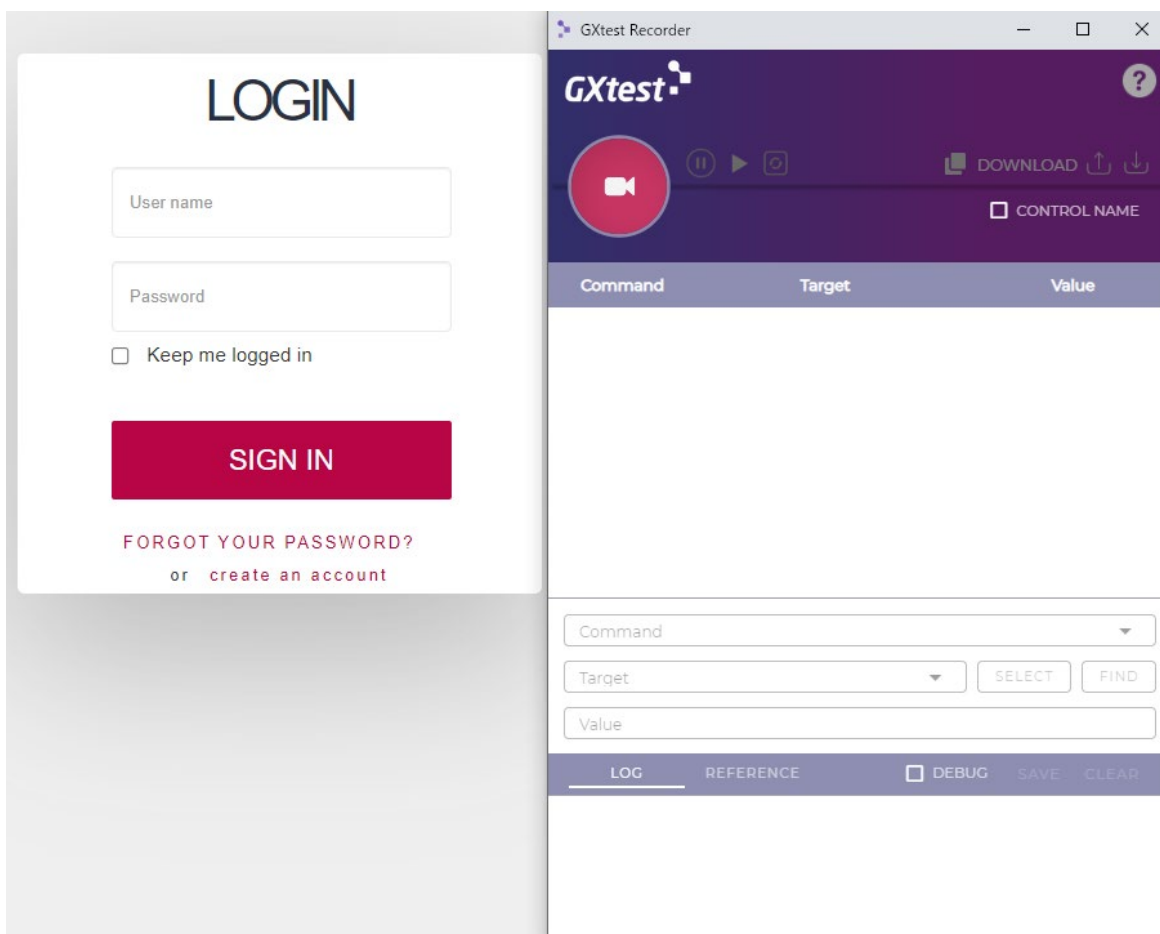 LOGIN
User name
Password
Keep me logged in
SIGN IN
FORGOT YOUR PASSWORD?
or create an account
GXtest Recorder
GXtest
?
DOWNLOAD
CONTROL NAME
Command Target Value
Command
Target SELECT FIND
Value
LOG REFERENCE DEBUG SAVE CLEAR